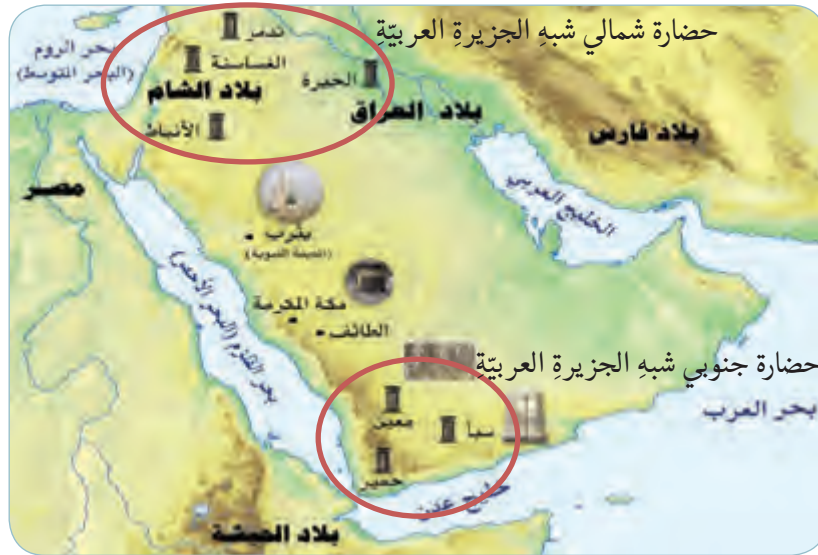 حضارة شمالي شبهِ الجزيرةِ العربيّةِ
تدمر
بحر الروم
(البحر المتوسط)
الغساسنة
الحيرة
بلاد الشام
بلاد العراق
الأنباط
بلاد فارس
مصر
الخليج العربي
يثرب
(المدينة النبوية)
مكة المكرمة
الطائف
بحر القلزم (البحر الأحمر)
حضارة جنوبي شبهِ الجزيرةِ العربيّةِ
معين
سبأ
بحر العرب
حمير
خليج عدن
بلاد الحبشة